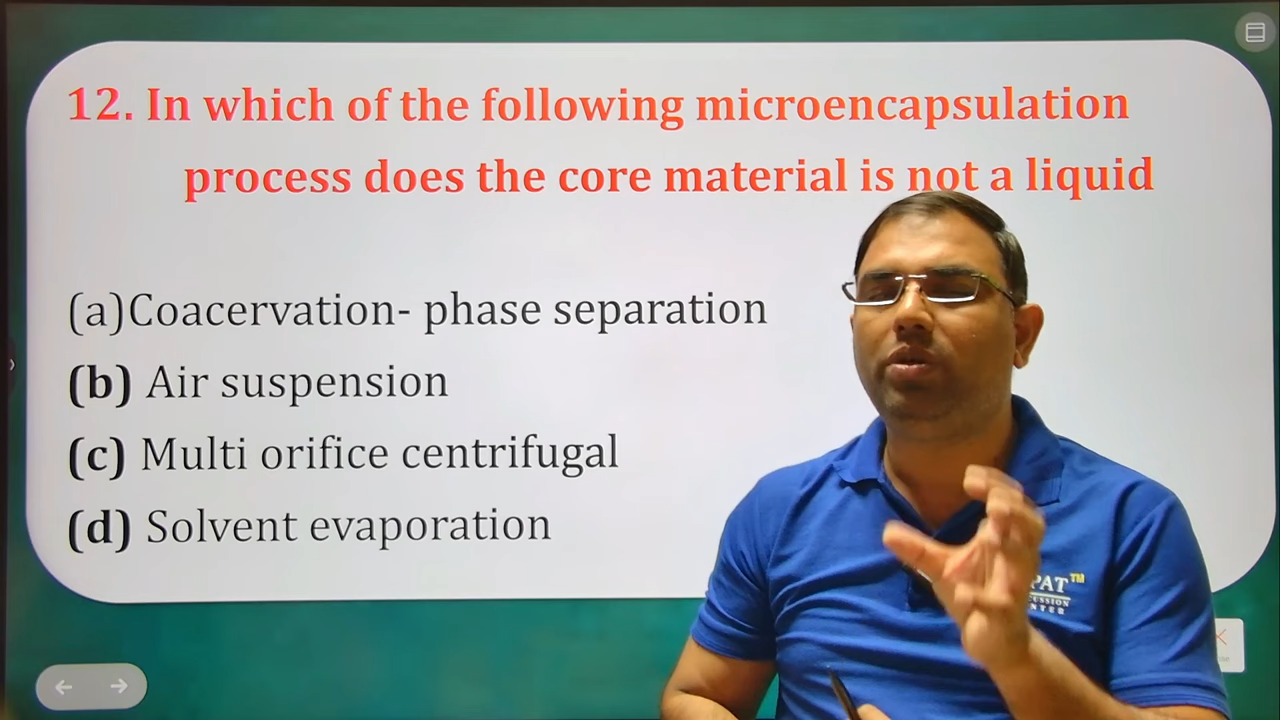 12. In which of the following microencapsulation
process does the core material is not a liquid
(a)Coacervation- phase separation
(b) Air suspension
(c) Multi orifice centrifugal
(d) Solvent evaporation
PAT™